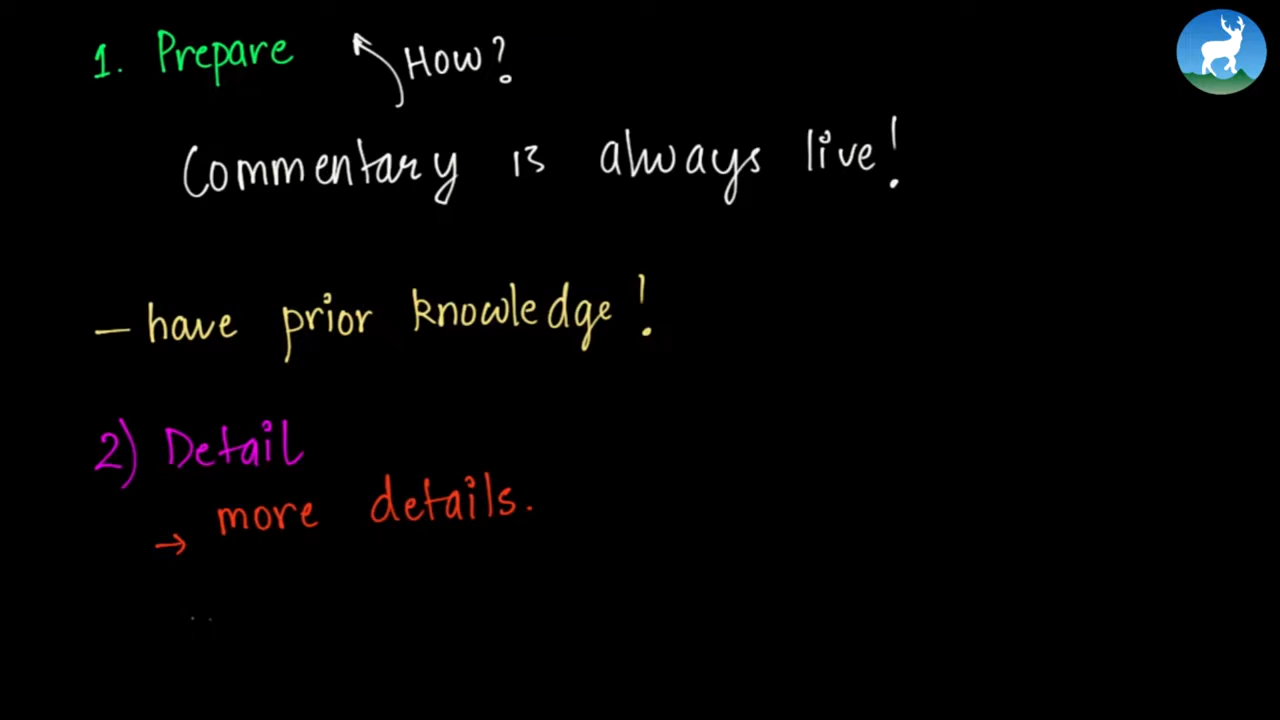 1. Prepare How?
Commentary is always live!
– have prior knowledge!
2) Detail
→ more details.